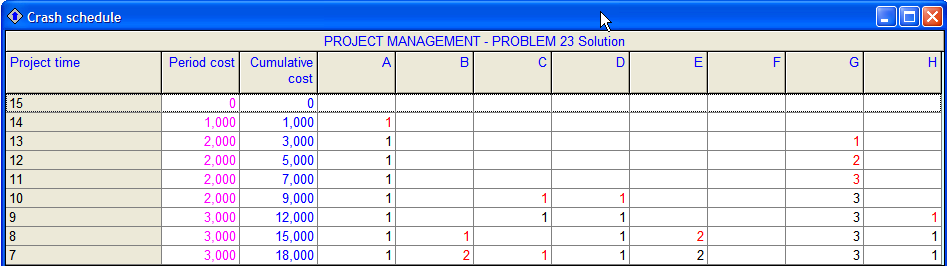 Crash schedule
PROJECT MANAGEMENT - PROBLEM 23 Solution
Project time Period cost Cumulative cost A B C D E F G H
15 0 0
14 1,000 1,000 1
13 2,000 3,000 1 1
12 2,000 5,000 1 2
11 2,000 7,000 1 3
10 2,000 9,000 1 1 1 3
9 3,000 12,000 1 1 1 3 1
8 3,000 15,000 1 1 1 2 3 1
7 3,000 18,000 1 2 1 1 2 3 1